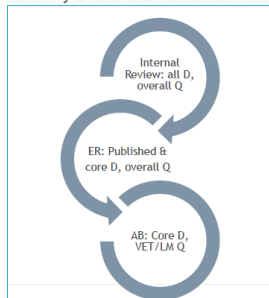 Internal
Review: all D,
overall Q
ER: Published &
core D, overall Q
AB: Core D,
VET/LM Q